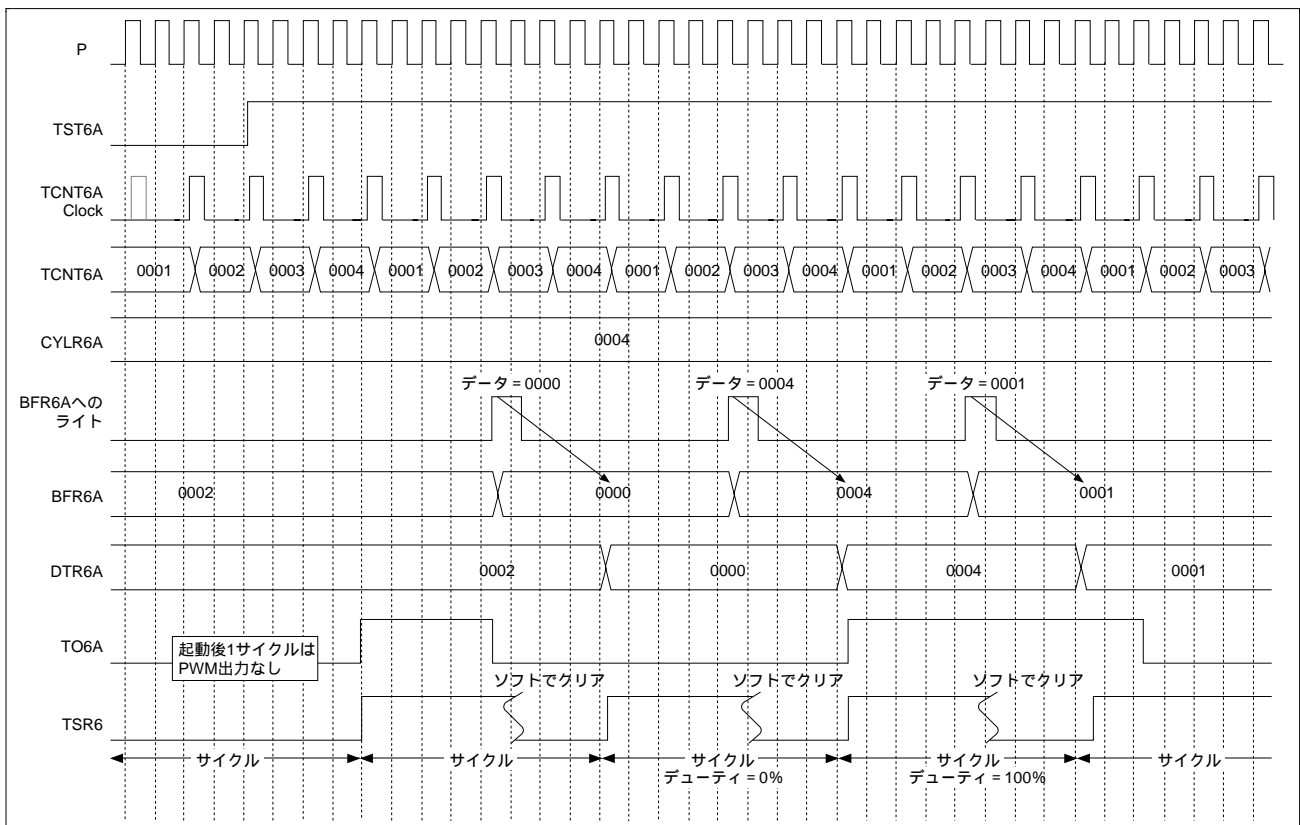 P
TST6A
TCNT6A
Clock
TCNT6A
0001 0002 0003 0004 0001 0002 0003 0004 0001 0002 0003 0004 0001 0002 0003 0004 0001 0002 0003
CYLR6A
0004
データ = 0000
データ = 0004
データ = 0001
BFR6Aへの
ライト
BFR6A
0002
0000
0004
0001
DTR6A
0002
0000
0004
0001
TO6A
起動後1サイクルは
PWM出力なし
ソフトでクリア
ソフトでクリア
ソフトでクリア
TSR6
サイクル
サイクル
サイクル
デューティ = 0%
サイクル
デューティ = 100%
サイクル